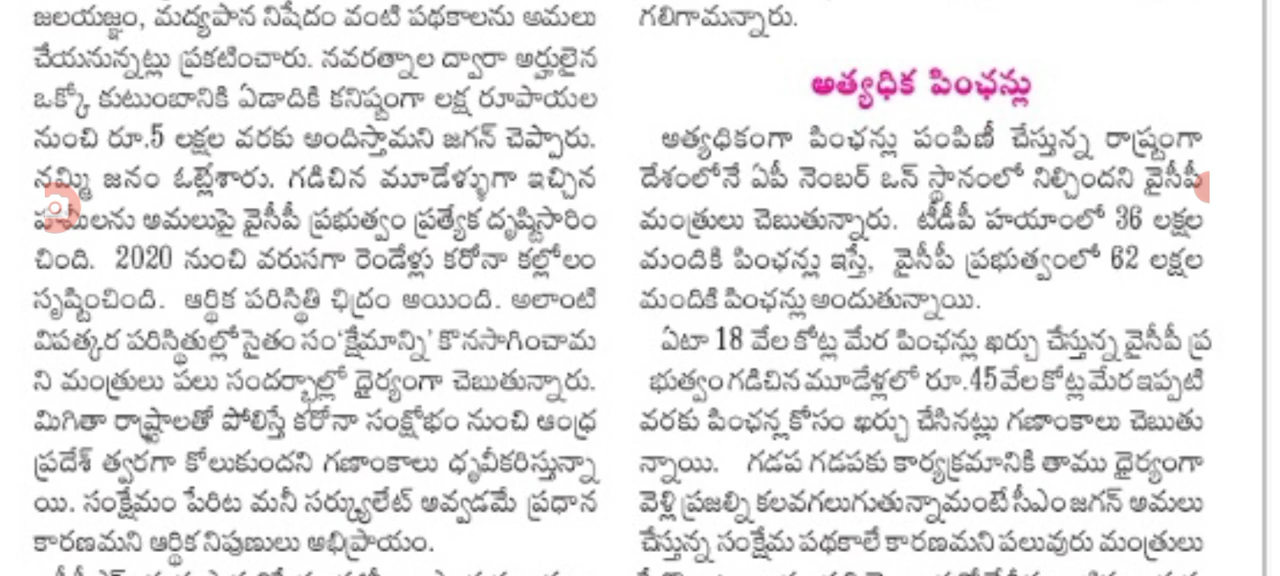 జలయజ్ఞం, మద్యపాన నిషేదం వంటి పథకాలను అమలు
చేయనున్నట్లు ప్రకటించారు. నవరత్నాల ద్వారా అర్హులైన
ఒక్కో కుటుంబానికి ఏడాదికి కనిష్టంగా లక్ష రూపాయల
నుంచి రూ.5 లక్షల వరకు అందిస్తామని జగన్ చెప్పారు.
నమ్మి జనం ఓట్లేశారు. గడిచిన మూడేళ్ళుగా ఇచ్చిన
హామీలను అమలుపై వైసీపీ ప్రభుత్వం ప్రత్యేక దృష్టిసారిం
చింది. 2020 నుంచి వరుసగా రెండేళ్లు కరోనా కల్లోలం
సృష్టించింది. ఆర్థిక పరిస్థితి ఛిద్రం అయింది. అలాంటి
విపత్కర పరిస్థితుల్లోసైతం సం‘క్షేమాన్ని’ కొనసాగించామ
ని మంత్రులు పలు సందర్భాల్లో ధైర్యంగా చెబుతున్నారు.
మిగితా రాష్ట్రాలతో పోలిస్తే కరోనా సంక్షోభం నుంచి ఆంధ్ర
ప్రదేశ్ త్వరగా కోలుకుందని గణాంకాలు ధృవీకరిస్తున్నా
యి. సంక్షేమం పేరిట మనీ సర్క్యులేట్ అవ్వడమే ప్రధాన
కారణమని ఆర్థిక నిపుణులు అభిప్రాయం.
గలిగామన్నారు.
అత్యధిక పింఛన్లు
అత్యధికంగా పింఛన్లు పంపిణీ చేస్తున్న రాష్ట్రంగా
దేశంలోనే ఏపీ నెంబర్ ఒన్ స్థానంలో నిల్చిందని వైసీపీ
మంత్రులు చెబుతున్నారు. టీడీపీ హయాంలో 36 లక్షల
మందికి పింఛన్లు ఇస్తే, వైసీపీ ప్రభుత్వంలో 62 లక్షల
మందికి పింఛన్లు అందుతున్నాయి.
ఏటా 18 వేల కోట్ల మేర పింఛన్లు ఖర్చు చేస్తున్న వైసీపీ ప్ర
భుత్వం గడిచిన మూడేళ్లలో రూ.45వేల కోట్లమేర ఇప్పటి
వరకు పింఛన్ల కోసం ఖర్చు చేసినట్లు గణాంకాలు చెబుతు
న్నాయి. గడప గడపకు కార్యక్రమానికి తాము ధైర్యంగా
వెళ్లి ప్రజల్ని కలవగలుగుతున్నామంటే సీఎం జగన్ అమలు
చేస్తున్న సంక్షేమ పథకాలే కారణమని పలువురు మంత్రులు